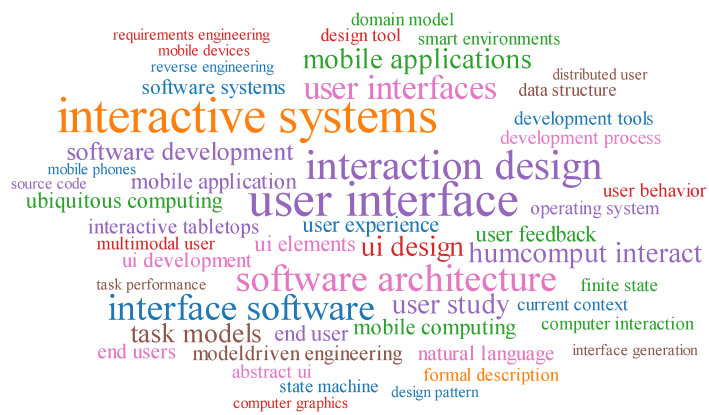 domain model
requirements engineering
design tool
smart environments
mobile devices
mobile applications
reverse engineering
distributed user
software systems
user interfaces
data structure
interactive systems
development tools
development process
software development
interaction design
mobile phones
source code
mobile application
user behavior
ubiquitous computing
user interface
operating system
interactive tabletops
user experience
user feedback
multimodal user
ui elements
ui design
humcomput interact
ui development
software architecture
task performance
finite state
interface software
user study
current context
task models
end user
mobile computing
computer interaction
end users
modeldriven engineering
natural language
interface generation
abstract ui
formal description
state machine
design pattern
computer graphics